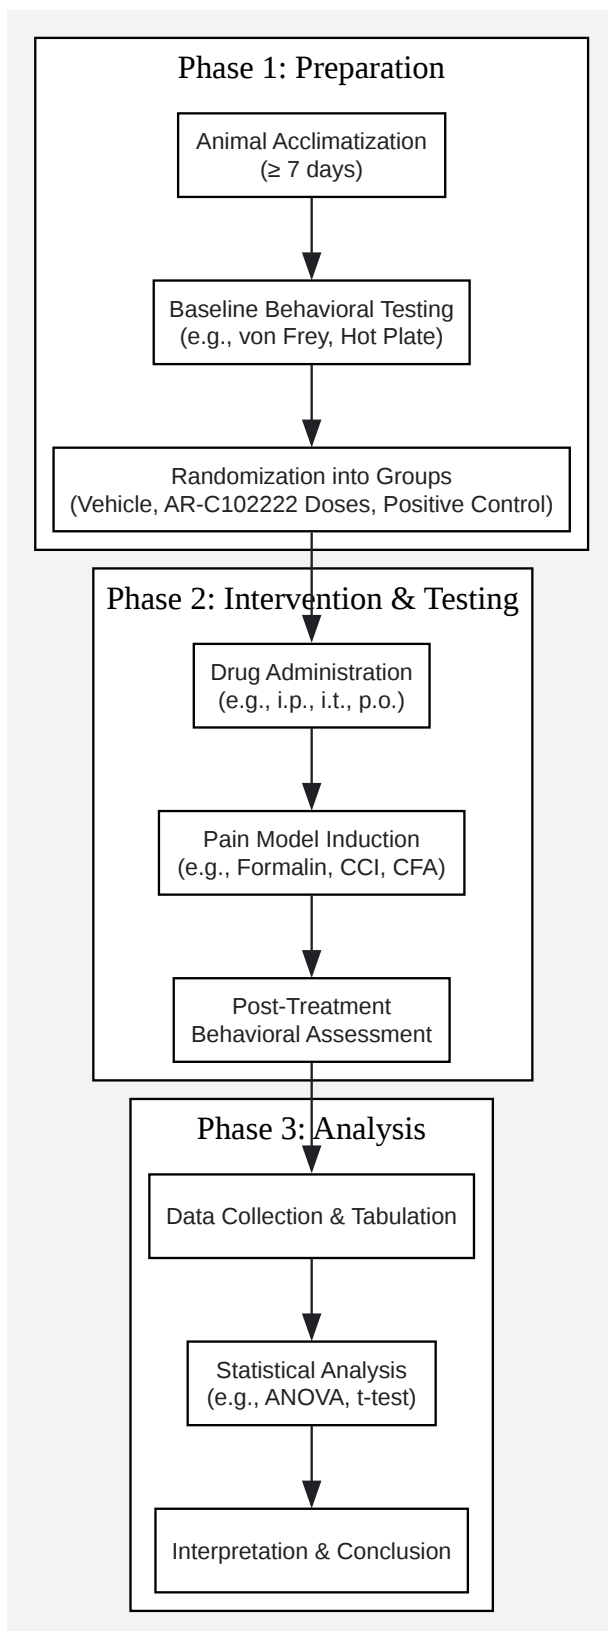 Phase 1: Preparation
Animal Acclimatization
(≥ 7 days)
Baseline Behavioral Testing
(e.g., von Frey, Hot Plate)
Randomization into Groups
(Vehicle, AR-C102222 Doses, Positive Control)
Phase 2: Intervention & Testing
Drug Administration
(e.g., i.p., i.t., p.o.)
Pain Model Induction
(e.g., Formalin, CCI, CFA)
Post-Treatment
Behavioral Assessment
Phase 3: Analysis
Data Collection & Tabulation
Statistical Analysis
(e.g., ANOVA, t-test)
Interpretation & Conclusion